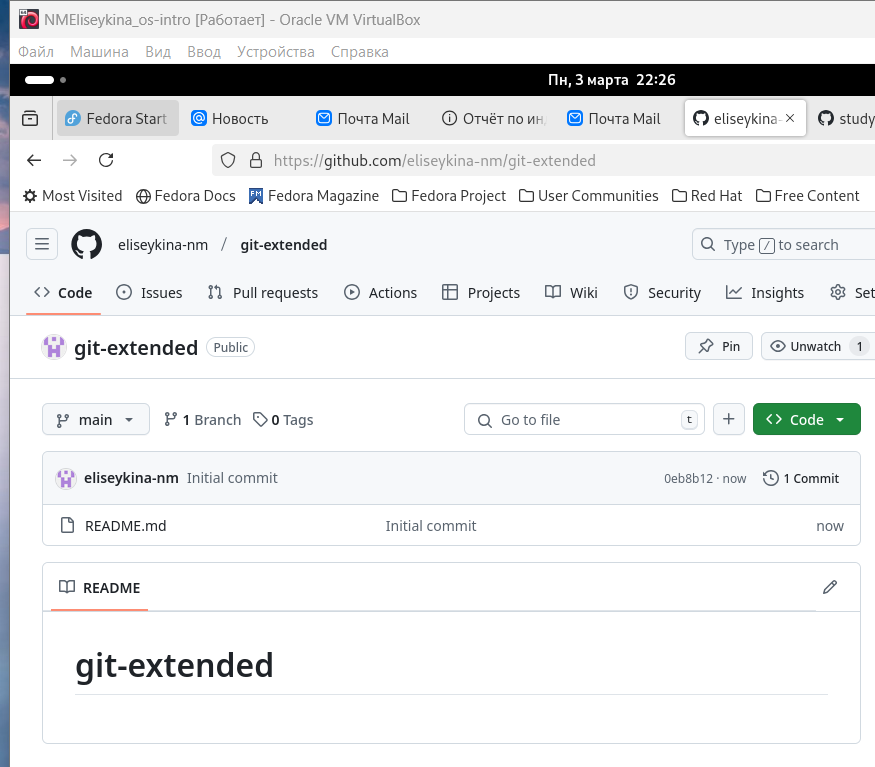 NMEliseykina_os-intro [Работает] - Oracle VM VirtualBox
Файл Машина Вид Ввод Устройства Справка
Пн, 3 марта 22:26
Fedora Start Новость Почта Mail Отчёт по инд Почта Mail eliseykina- study
https://github.com/eliseykina-nm/git-extended
Most Visited Fedora Docs Fedora Magazine Fedora Project User Communities Red Hat Free Content
eliseykina-nm / git-extended Type / to search
Code Issues Pull requests Actions Projects Wiki Security Insights Set
git-extended Public Pin Unwatch 1
main 1 Branch 0 Tags Go to file t + Code
eliseykina-nm Initial commit 0eb8b12 · now 1 Commit
README.md Initial commit now
README
git-extended